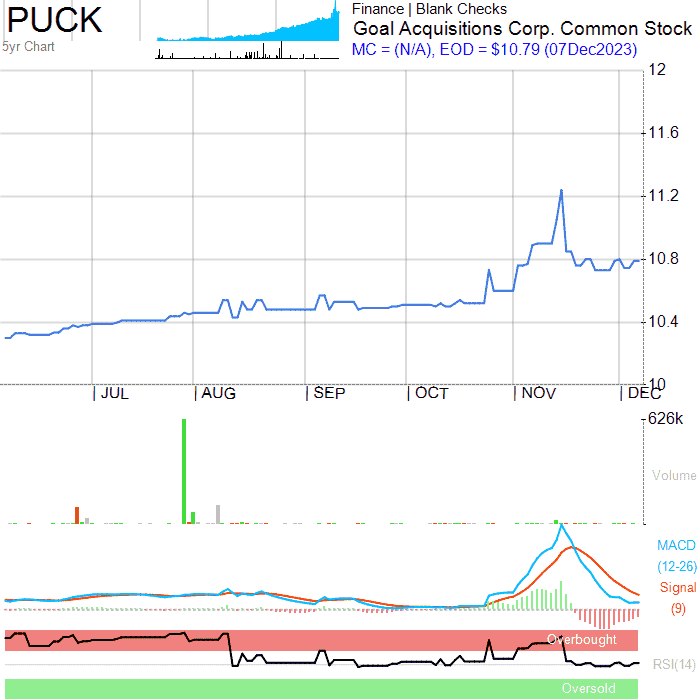 PUCK
5yr Chart
Finance | Blank Checks
Goal Acquisitions Corp. Common Stock
MC = (N/A), EOD = $10.79 (07Dec2023)
12
11.6
11.2
10.8
10.4
10
JUL AUG SEP OCT NOV DEC
626k
Volume
MACD
(12-26)
Signal
(9)
Overbought
RSI(14)
Oversold